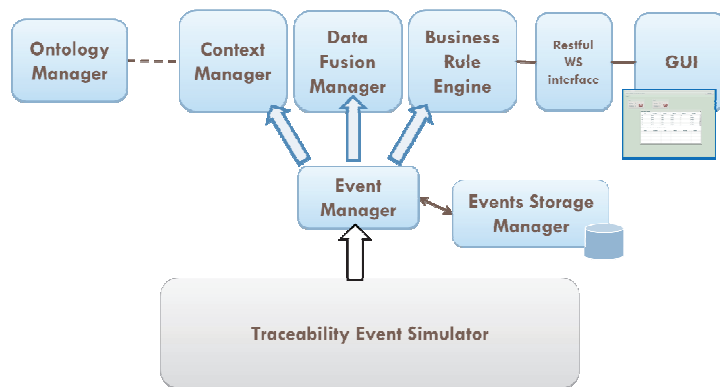 Ontology
Manager
Context
Manager
Data
Fusion
Manager
Business
Rule
Engine
Restful
WS
interface
GUI
Event
Manager
Events Storage
Manager
Traceability Event Simulator